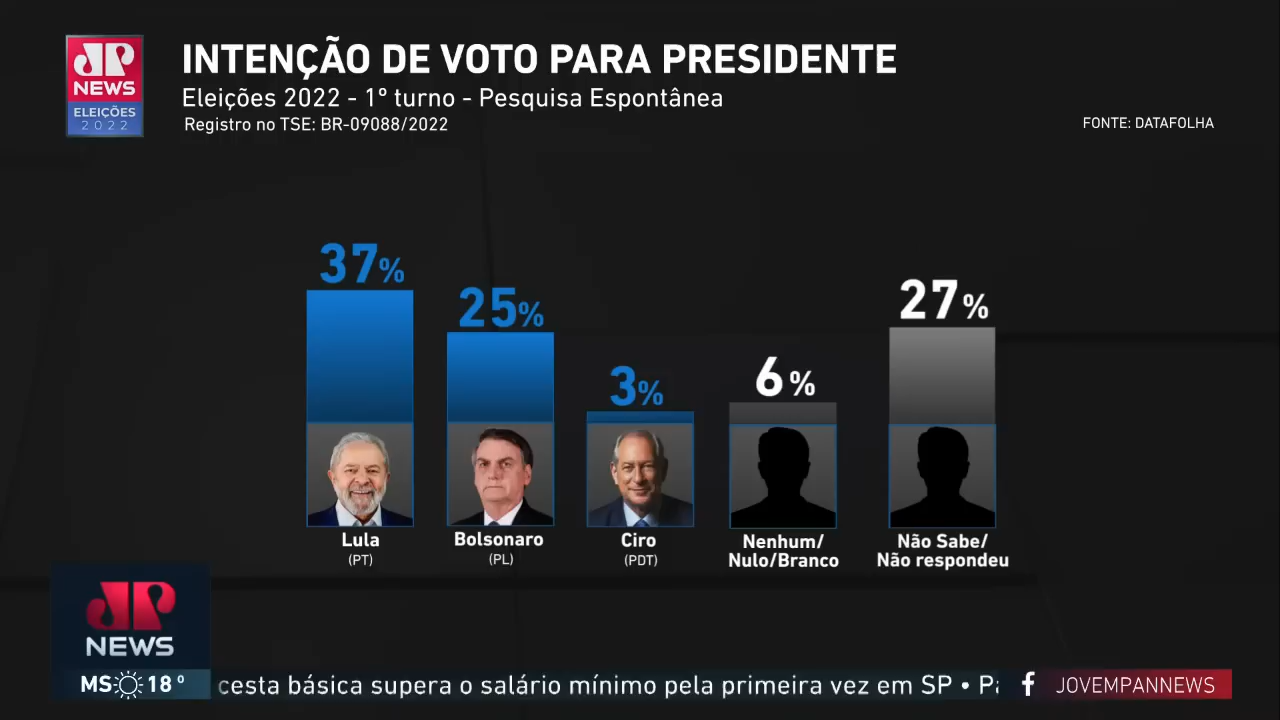 JP
NEWS
ELEIÇÕES
2022
INTENÇÃO DE VOTO PARA PRESIDENTE
Eleições 2022 - 1º turno - Pesquisa Espontânea
Registro no TSE: BR-09088/2022
FONTE: DATAFOLHA
37%
25%
3%
6%
27%
Lula
(PT)
Bolsonaro
(PL)
Ciro
(PDT)
Nenhum/
Nulo/Branco
Não Sabe/
Não respondeu
JP
NEWS
MS 18º
cesta básica supera o salário mínimo pela primeira vez em SP •
f JOVEMPANNEWS